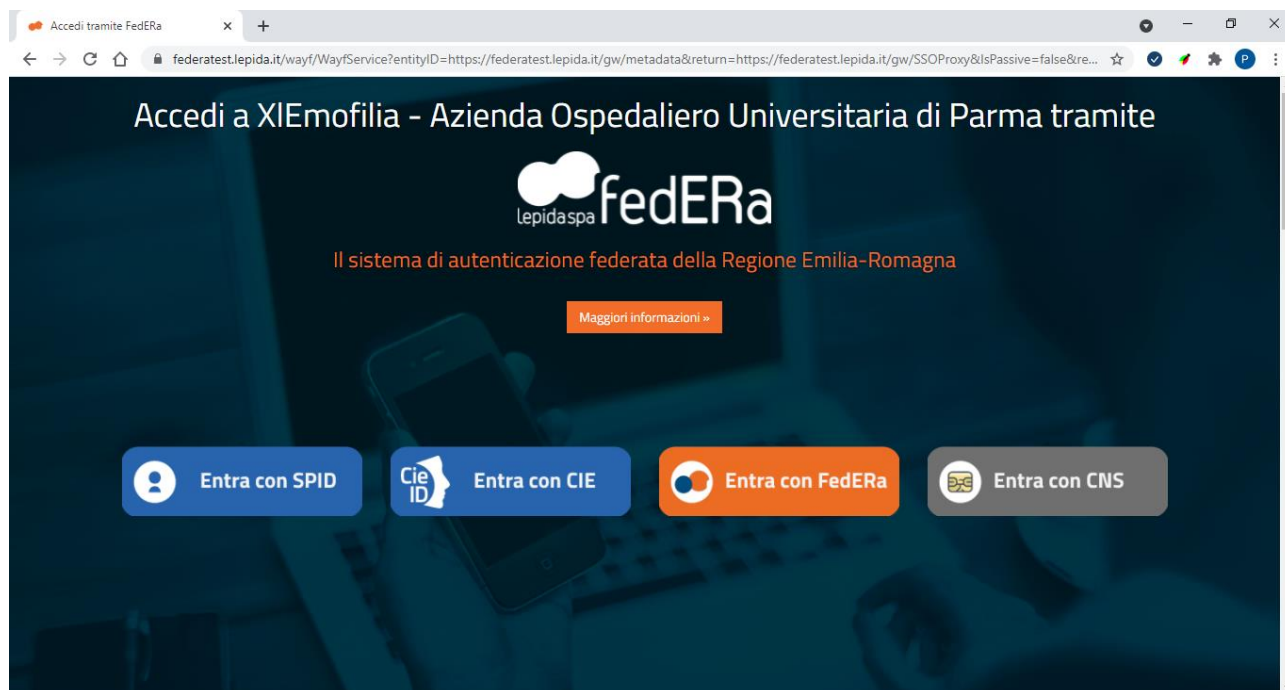 Accedi tramite FedERa
federatest.lepida.it/wayf/WayfService?entityID=https://federatest.lepida.it/gw/metadata&return=https://federatest.lepida.it/gw/SSOProxy&IsPassive=false&re...
P
Accedi a XlEmofilia - Azienda Ospedaliero Universitaria di Parma tramite
lepidaspa fedERa
Il sistema di autenticazione federata della Regione Emilia-Romagna
Maggiori informazioni »
Entra con SPID
Cie ID Entra con CIE
Entra con FedERa
Entra con CNS